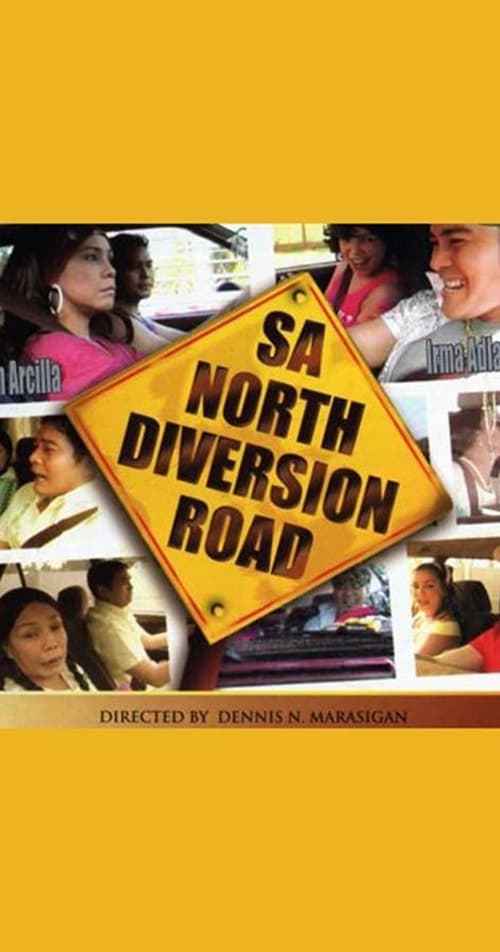 Arcilla
Irma Adla
SA
NORTH
DIVERSION
ROAD
DIRECTED BY DENNIS N. MARASIGAN